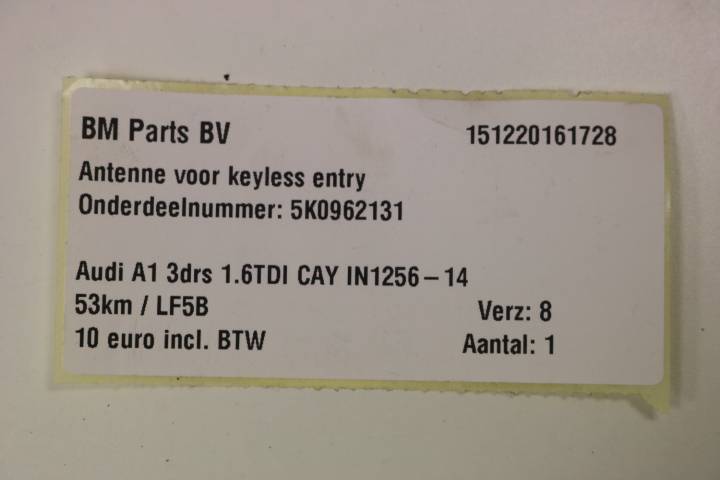 BM Parts BV 151220161728
Antenne voor keyless entry
Onderdeelnummer: 5K0962131
Audi A1 3drs 1.6TDI CAY IN1256-14
53km / LF5B Verz: 8
10 euro incl. BTW Aantal: 1